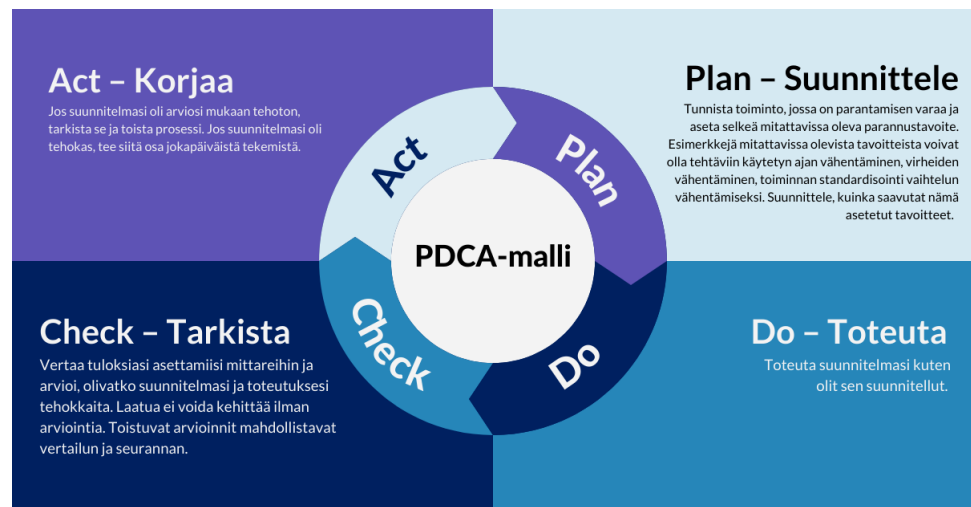 Act – Korjaa
Jos suunnitelmasi oli arviosi mukaan tehoton,
tarkista se ja toista prosessi. Jos suunnitelmasi oli
tehokas, tee siitä osa jokapäiväistä tekemistä.
Plan – Suunnittele
Tunnista toiminto, jossa on parantamisen varaa ja
aseta selkeä mitattavissa oleva parannustavoite.
Esimerkkejä mitattavissa olevista tavoitteista voivat
olla tehtäviin käytetyn ajan vähentäminen, virheiden
vähentäminen, toiminnan standardisointi vaihtelun
vähentämiseksi. Suunnittele, kuinka saavutat nämä
asetetut tavoitteet.
Act
Plan
PDCA-malli
Check
Do
Check – Tarkista
Vertaa tuloksiasi asettamiisi mittareihin ja
arvioi, olivatko suunnitelmasi ja toteutuksesi
tehokkaita. Laatua ei voida kehittää ilman
arviointia. Toistuvat arvioinnit mahdollistavat
vertailun ja seurannan.
Do – Toteuta
Toteuta suunnitelmasi kuten
olit sen suunnitellut.